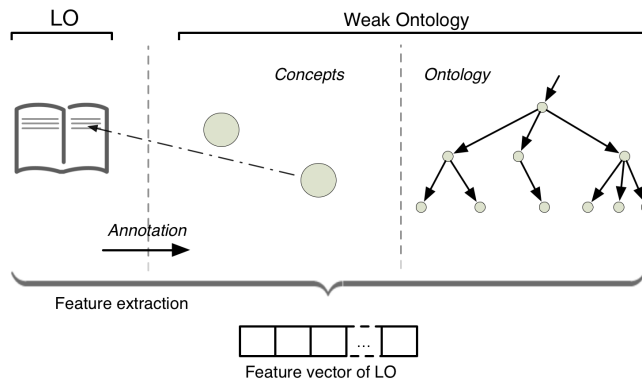 LO
Weak Ontology
Concepts
Ontology
Annotation
Feature extraction
...
Feature vector of LO